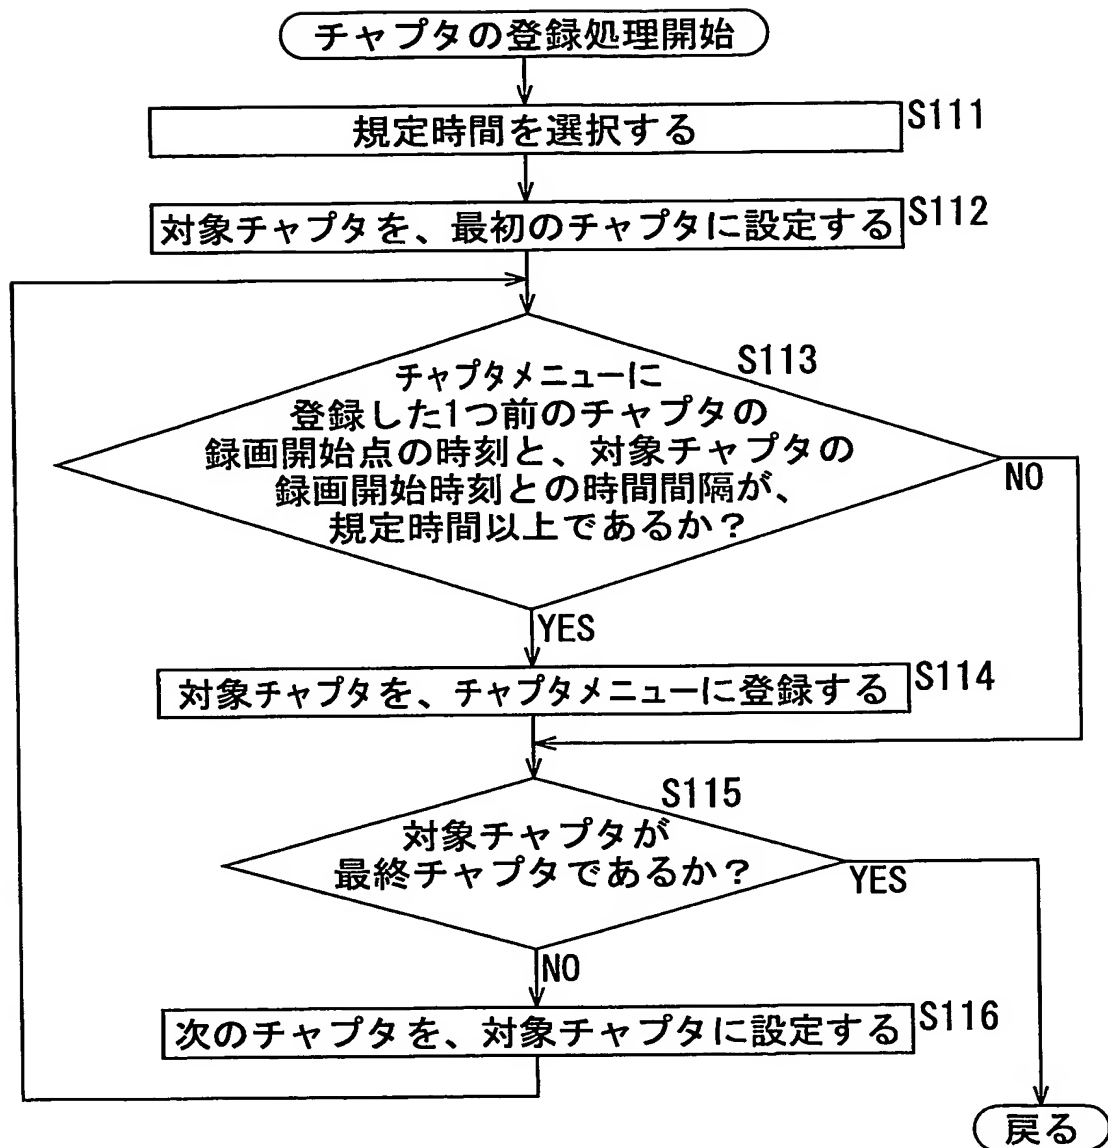 チャプタの登録処理開始
規定時間を選択する
S111
対象チャプタを、最初のチャプタに設定する
S112
S113
チャプタメニューに
登録した1つ前のチャプタの
録画開始点の時刻と、対象チャプタの
録画開始時刻との時間間隔が、
規定時間以上であるか?
NO
YES
対象チャプタを、チャプタメニューに登録する
S114
S115
対象チャプタが
最終チャプタであるか?
YES
NO
次のチャプタを、対象チャプタに設定する
S116
戻る